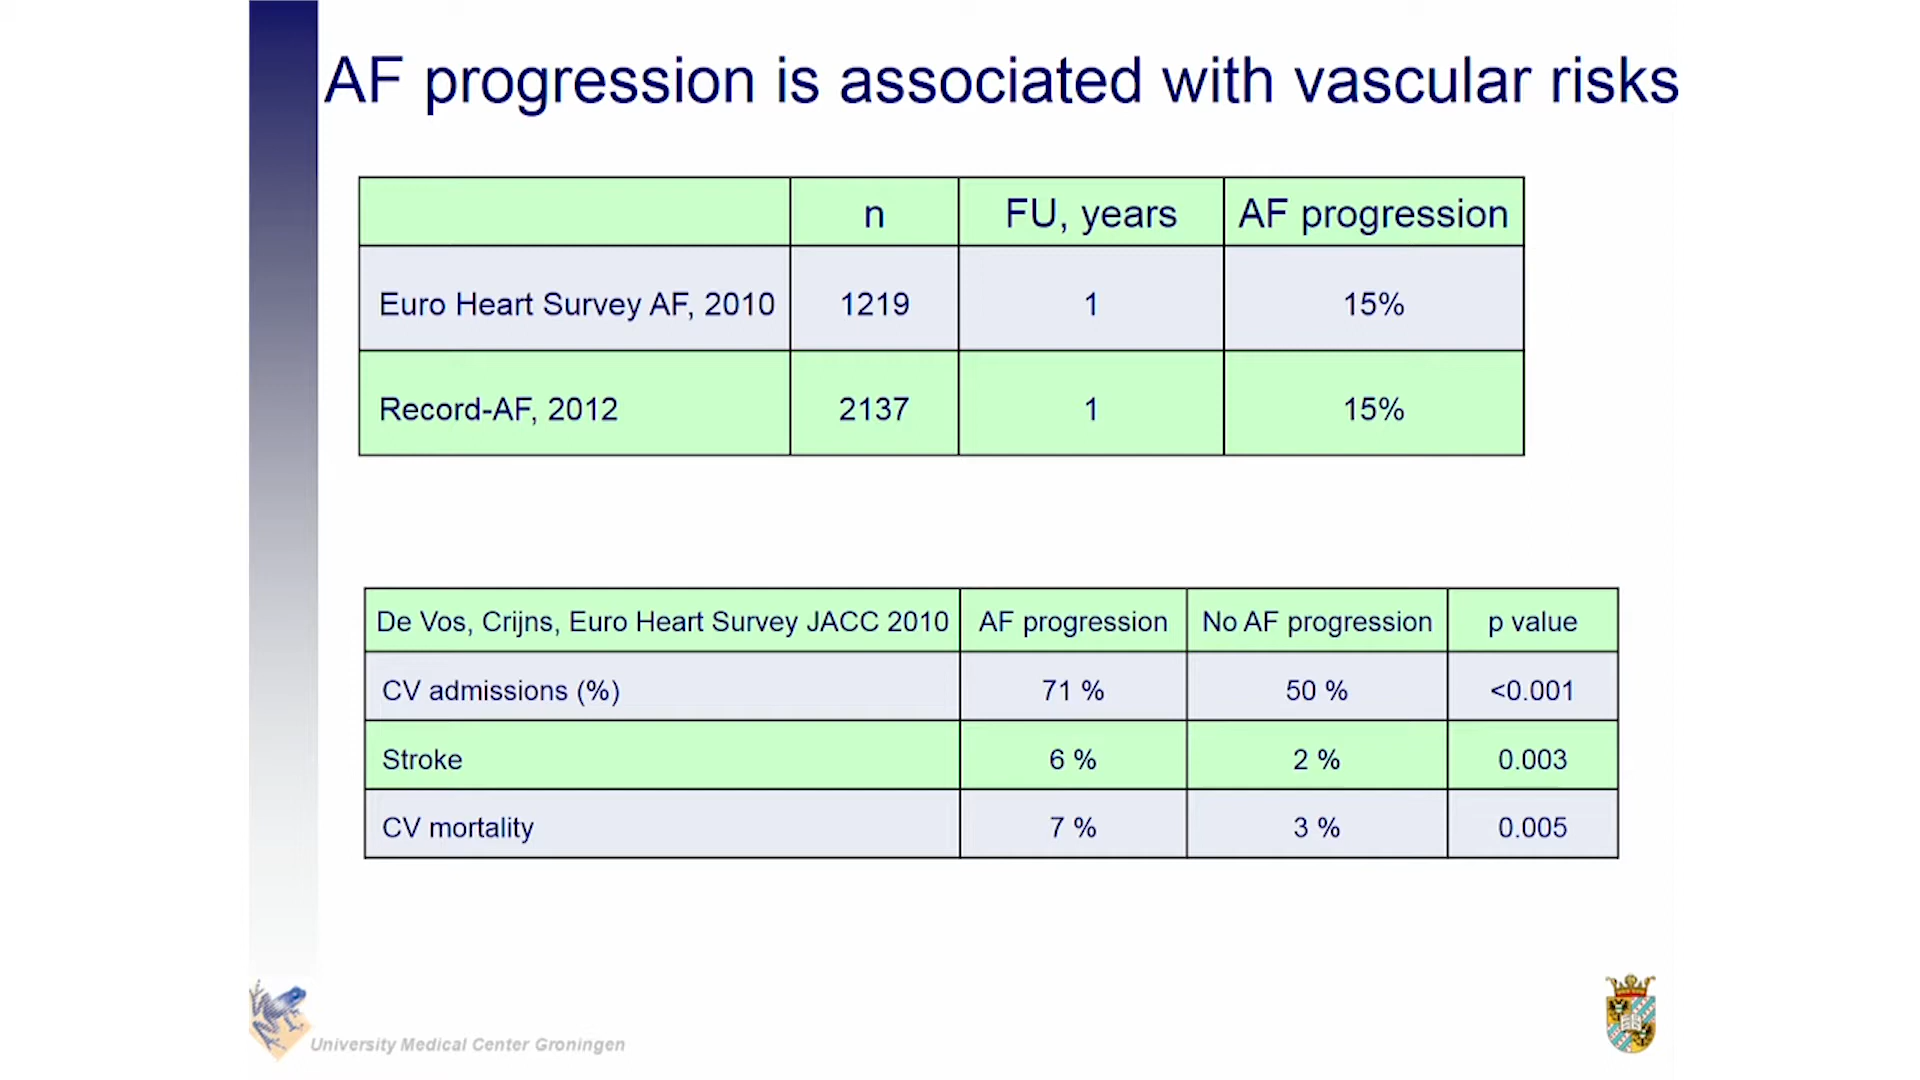 AF progression is associated with vascular risks
n FU, years AF progression
Euro Heart Survey AF, 2010 1219 1 15%
Record-AF, 2012 2137 1 15%
De Vos, Crijns, Euro Heart Survey JACC 2010 AF progression No AF progression p value
CV admissions (%) 71 % 50 % <0.001
Stroke 6 % 2 % 0.003
CV mortality 7 % 3 % 0.005
University Medical Center Groningen